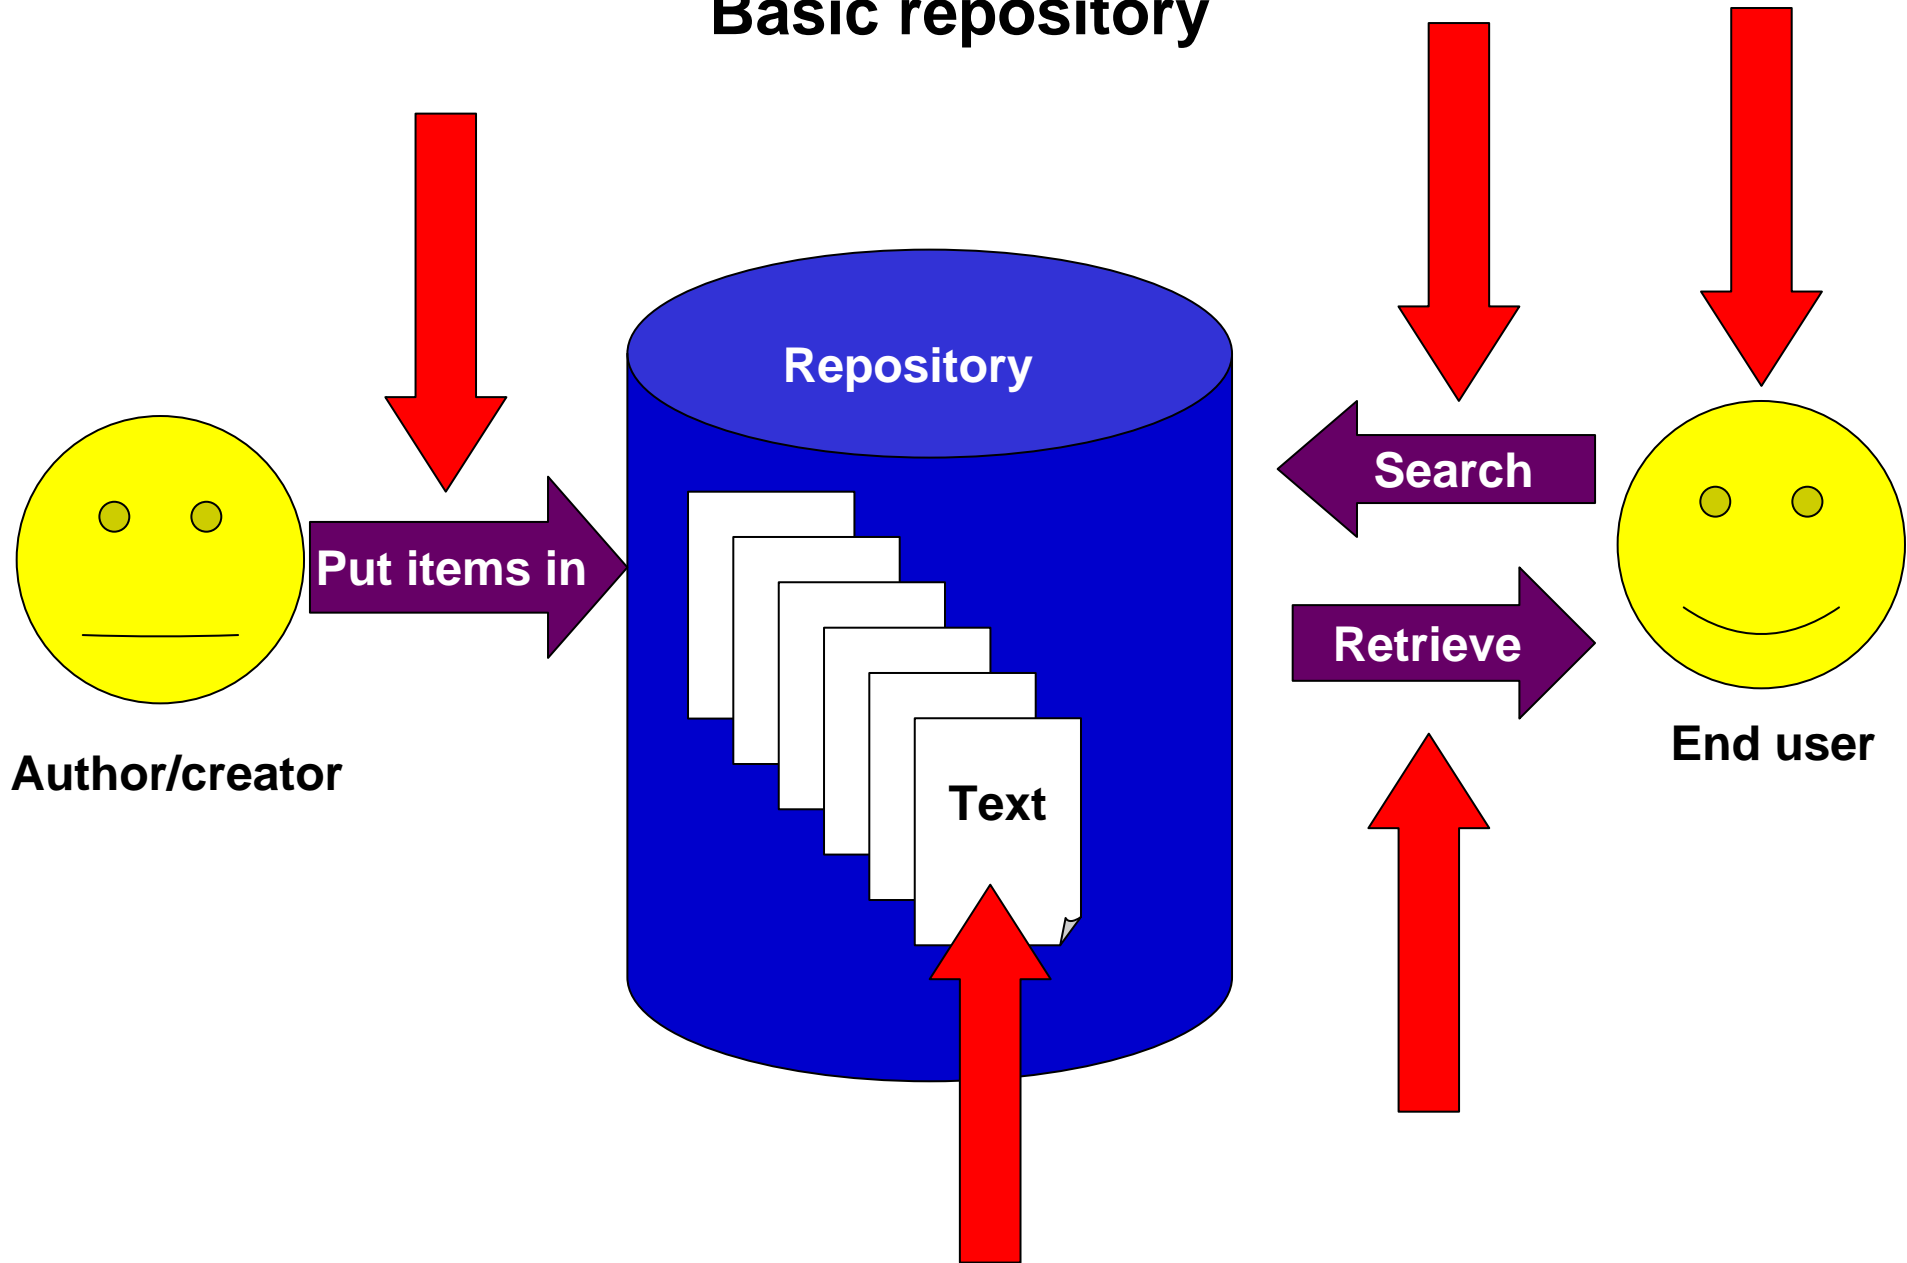 Basic repository
Repository
Search
Put items in
Retrieve
End user
Author/creator
Text